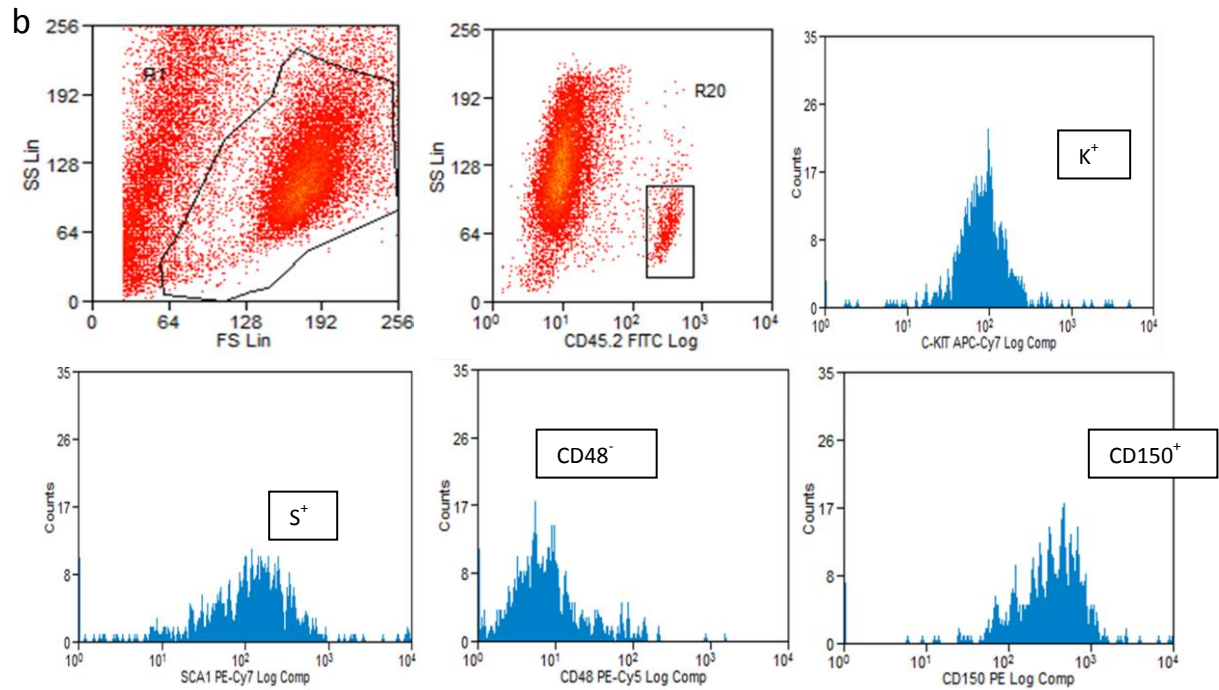 b
256
192
128
64
0
SS Lin
R1
0 64 128 192 256
FS Lin
256
192
128
64
0
SS Lin
R20
10⁰ 10¹ 10² 10³ 10⁴
CD45.2 FITC Log
35
26
17
8
0
Counts
K⁺
10⁰ 10¹ 10² 10³ 10⁴
C-KIT APC-Cy7 Log Comp
35
26
17
8
0
Counts
S⁺
10⁰ 10¹ 10² 10³ 10⁴
SCA1 PE-Cy7 Log Comp
35
26
17
8
0
Counts
CD48⁻
10⁰ 10¹ 10² 10³ 10⁴
CD48 PE-Cy5 Log Comp
35
26
17
8
0
Counts
CD150⁺
10⁰ 10¹ 10² 10³ 10⁴
CD150 PE Log Comp